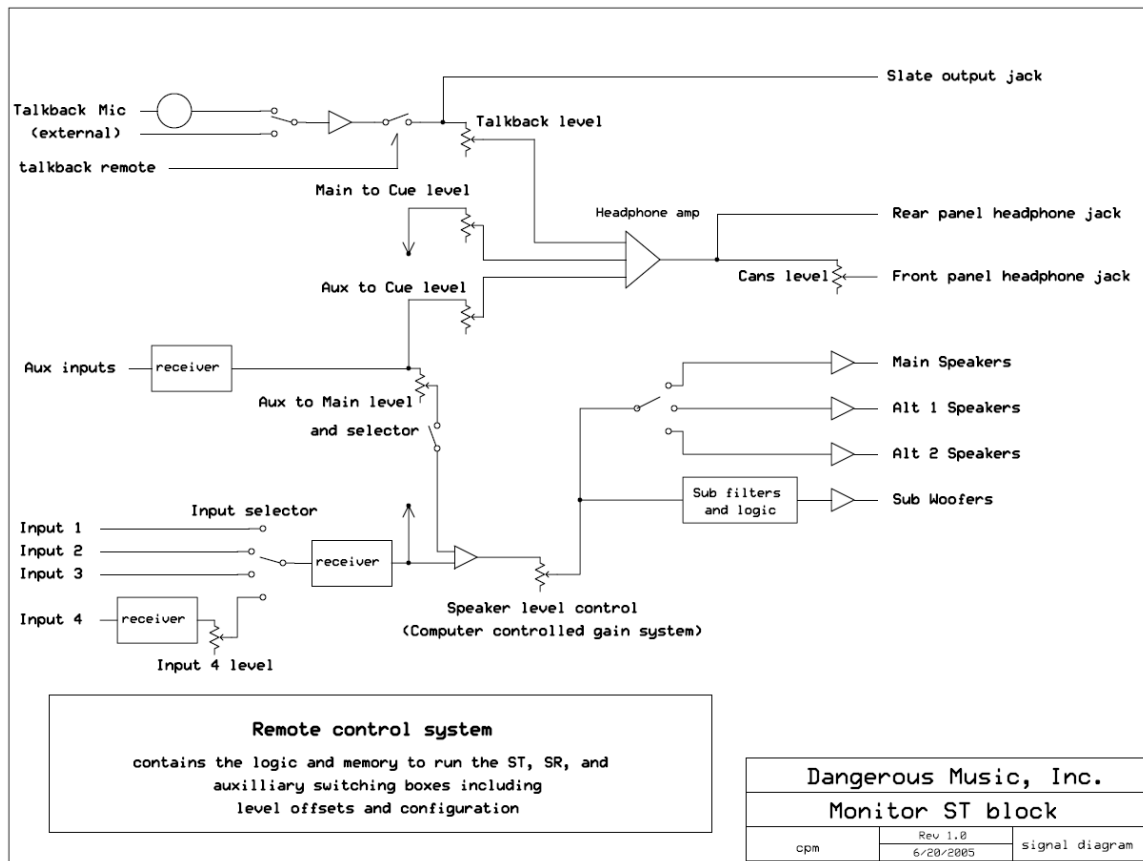 Slate output jack
Talkback Mic
(external)
Talkback level
talkback remote
Main to Cue level
Headphone amp
Rear panel headphone jack
Aux to Cue level
Cans level
Front panel headphone jack
Aux inputs
receiver
Main Speakers
Aux to Main level
and selector
Alt 1 Speakers
Alt 2 Speakers
Sub filters
and logic
Sub Woofers
Input selector
Input 1
Input 2
Input 3
receiver
Input 4
receiver
Speaker level control
(Computer controlled gain system)
Input 4 level
Remote control system
contains the logic and memory to run the ST, SR, and
auxilliary switching boxes including
level offsets and configuration
Dangerous Music, Inc.
Monitor ST block
cpm
Rev 1.0
6/20/2005
signal diagram